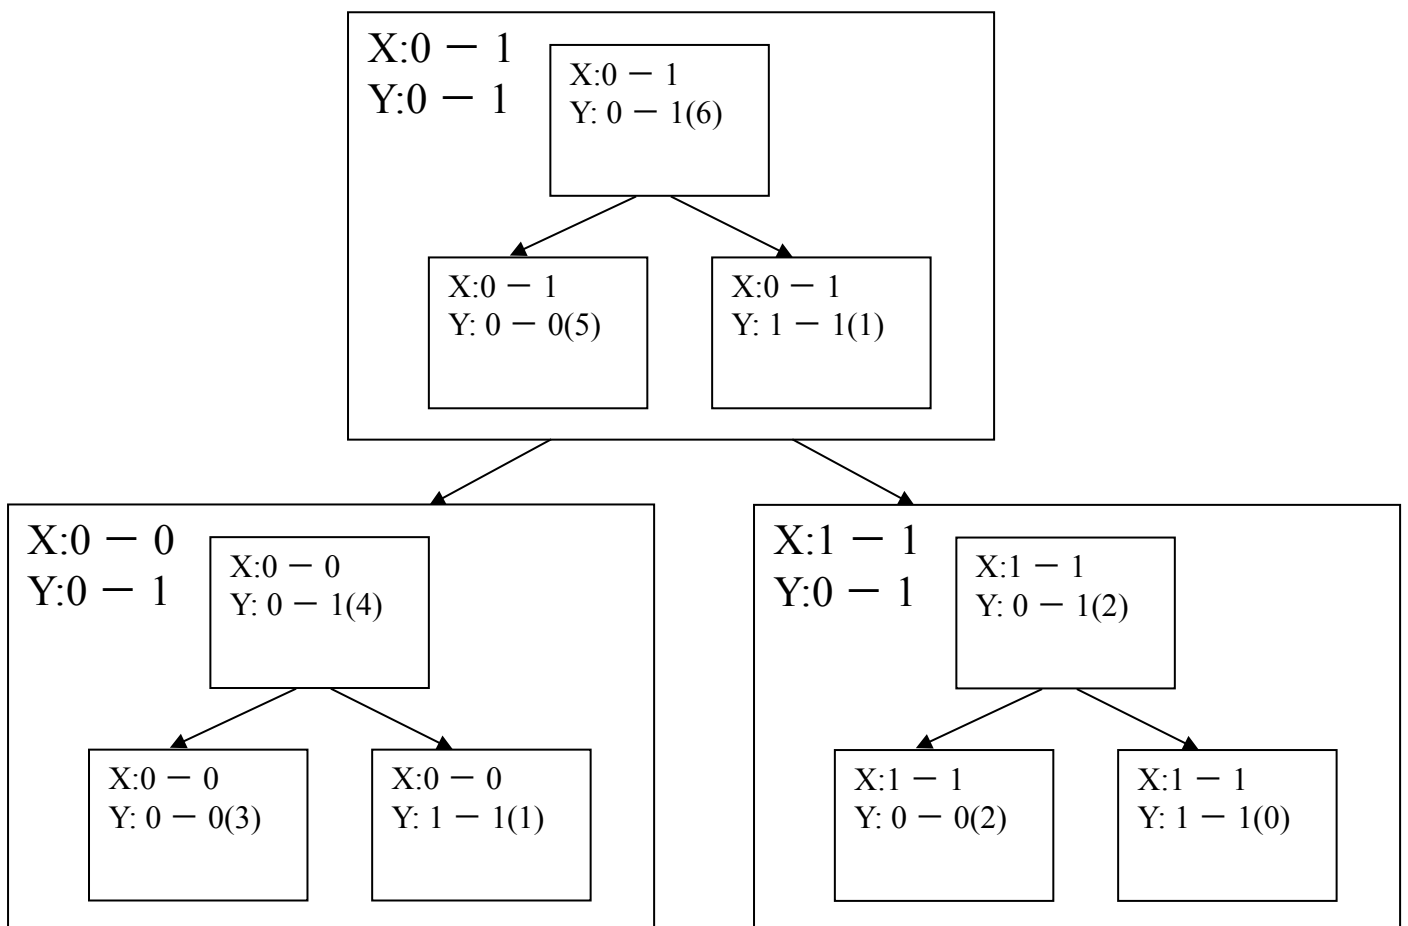 X:0 － 1
Y:0 － 1
X:0 － 1
Y: 0 － 1(6)
X:0 － 1
Y: 0 － 0(5)
X:0 － 1
Y: 1 － 1(1)
X:0 － 0
Y:0 － 1
X:0 － 0
Y: 0 － 1(4)
X:0 － 0
Y: 0 － 0(3)
X:0 － 0
Y: 1 － 1(1)
X:1 － 1
Y:0 － 1
X:1 － 1
Y: 0 － 1(2)
X:1 － 1
Y: 0 － 0(2)
X:1 － 1
Y: 1 － 1(0)